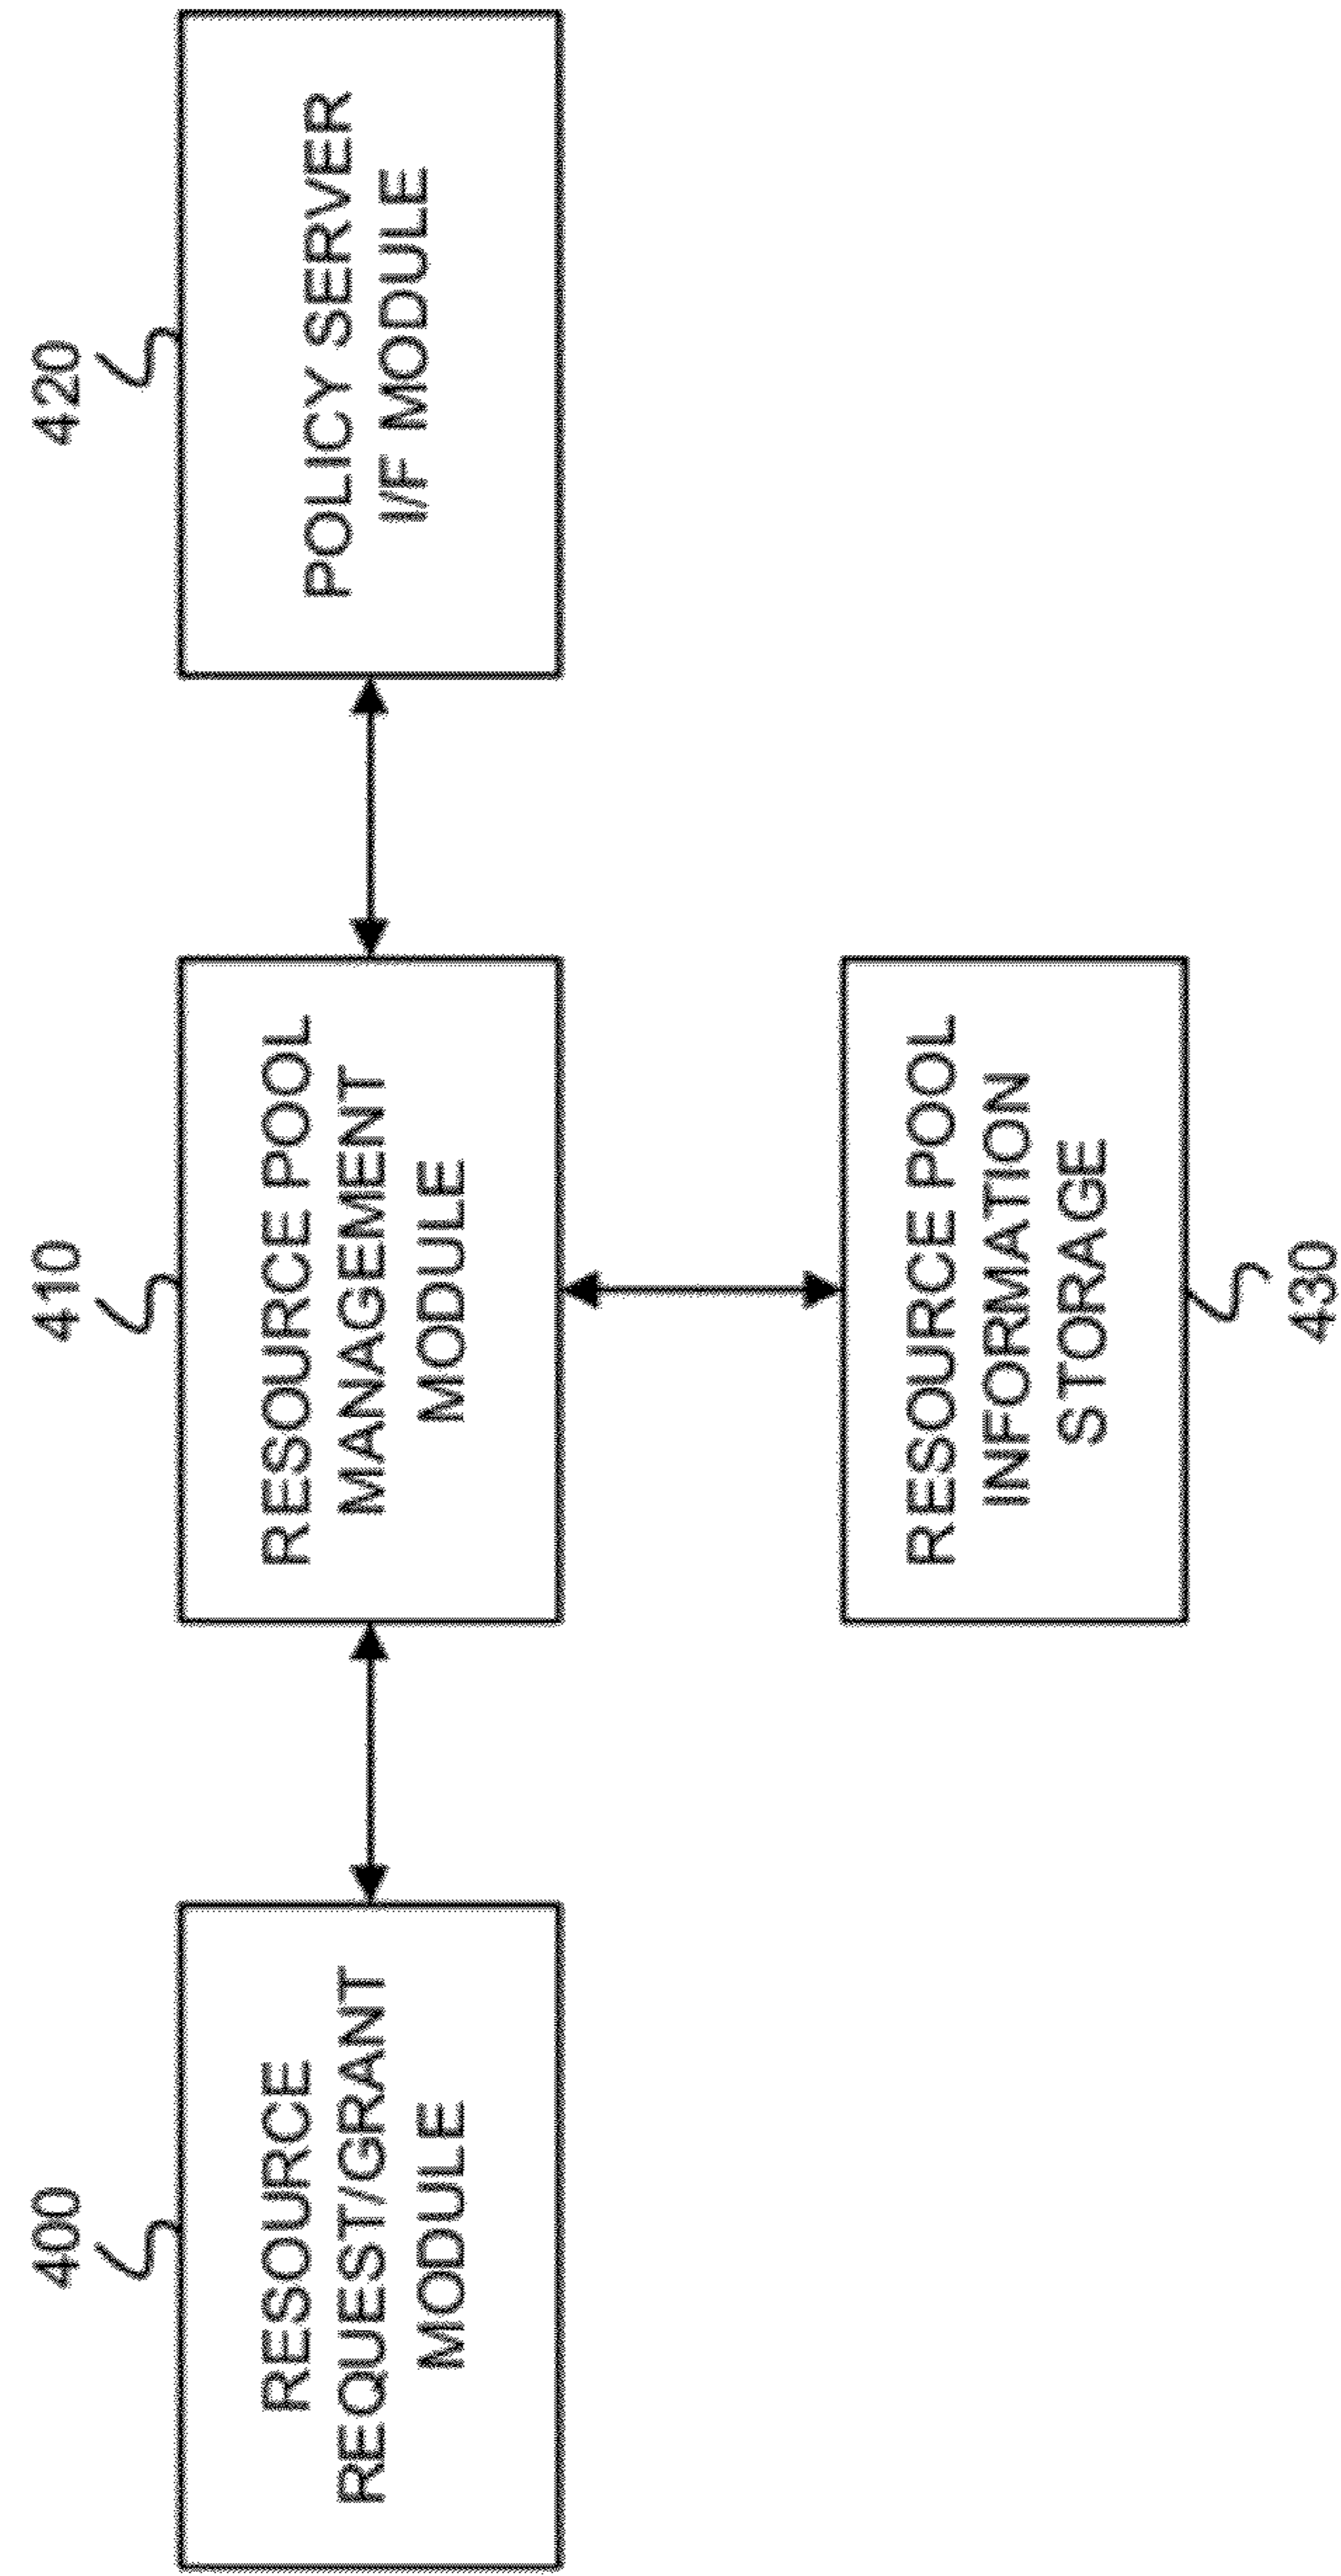 400
RESOURCE
REQUEST/GRANT
MODULE
410
RESOURCE POOL
MANAGEMENT
MODULE
420
POLICY SERVER
I/F MODULE
RESOURCE POOL
INFORMATION
STORAGE
430